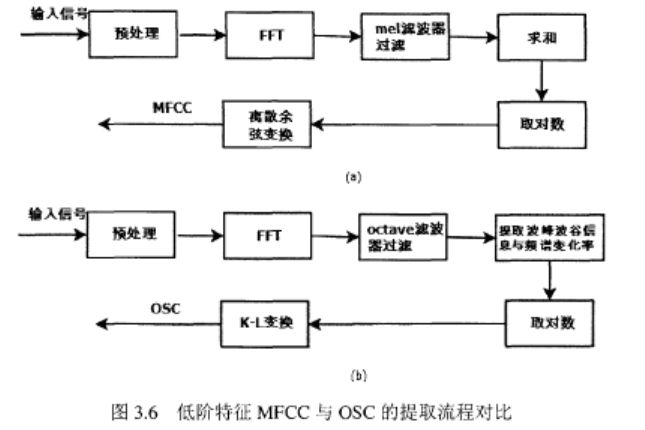 输入信号
预处理
FFT
mel滤波器
过滤
求和
MFCC
离散余
弦变换
取对数
(a)
输入信号
预处理
FFT
octave滤波
器过滤
提取波峰波谷信
息与频谱变化率
OSC
K-L变换
取对数
(b)
图 3.6 低阶特征 MFCC 与 OSC 的提取流程对比